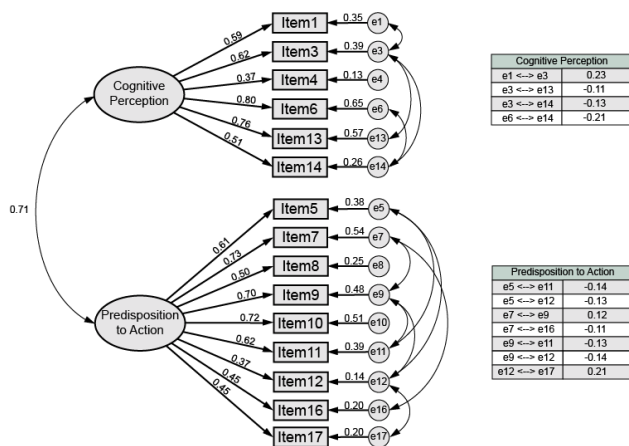 Item1 0.35 e1
0.59
Item3 0.39 e3
0.62
Cognitive Perception
Item4 0.13 e4
0.37
Item6 0.65 e6
0.80
Item13 0.57 e13
0.76
Item14 0.26 e14
0.51
Cognitive Perception
e1 <--> e3 0.23
e3 <--> e13 -0.11
e3 <--> e14 -0.13
e6 <--> e14 -0.21
0.71
Item5 0.38 e5
0.61
Item7 0.54 e7
0.73
Item8 0.25 e8
0.50
Item9 0.48 e9
0.70
Predisposition
to Action
Item10 0.51 e10
0.72
Item11 0.39 e11
0.62
Item12 0.14 e12
0.37
Item16 0.20 e16
0.45
Item17 0.20 e17
0.45
Predisposition to Action
e5 <--> e11 -0.14
e5 <--> e12 -0.13
e7 <--> e9 0.12
e7 <--> e16 -0.11
e9 <--> e11 -0.13
e9 <--> e12 -0.14
e12 <--> e17 0.21